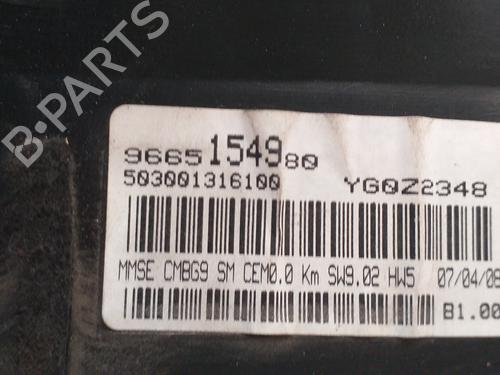 B-PARTS
9665154980
503001316100 YG0Z2348
MMSE CMBG9 SM CEM0.0 Km SW9.02 HW5 07/04/08
B1.00